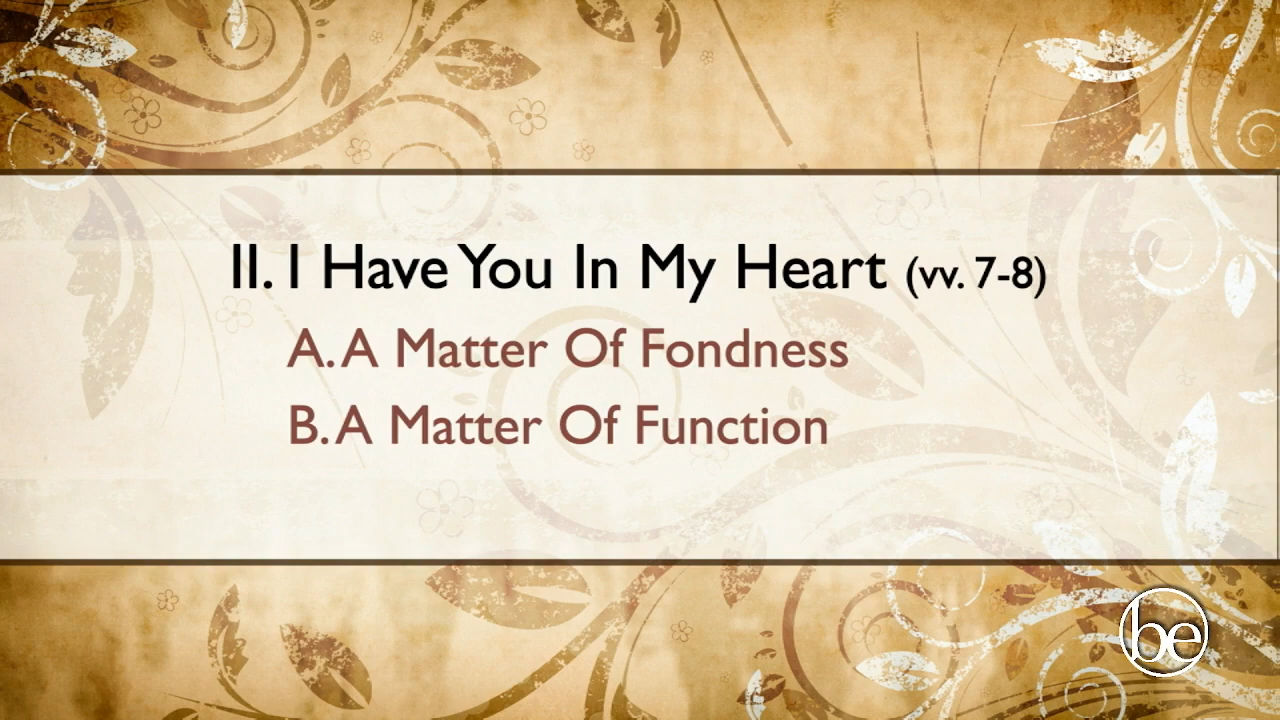 II. I Have You In My Heart (vv. 7-8)
A. A Matter Of Fondness
B. A Matter Of Function
be